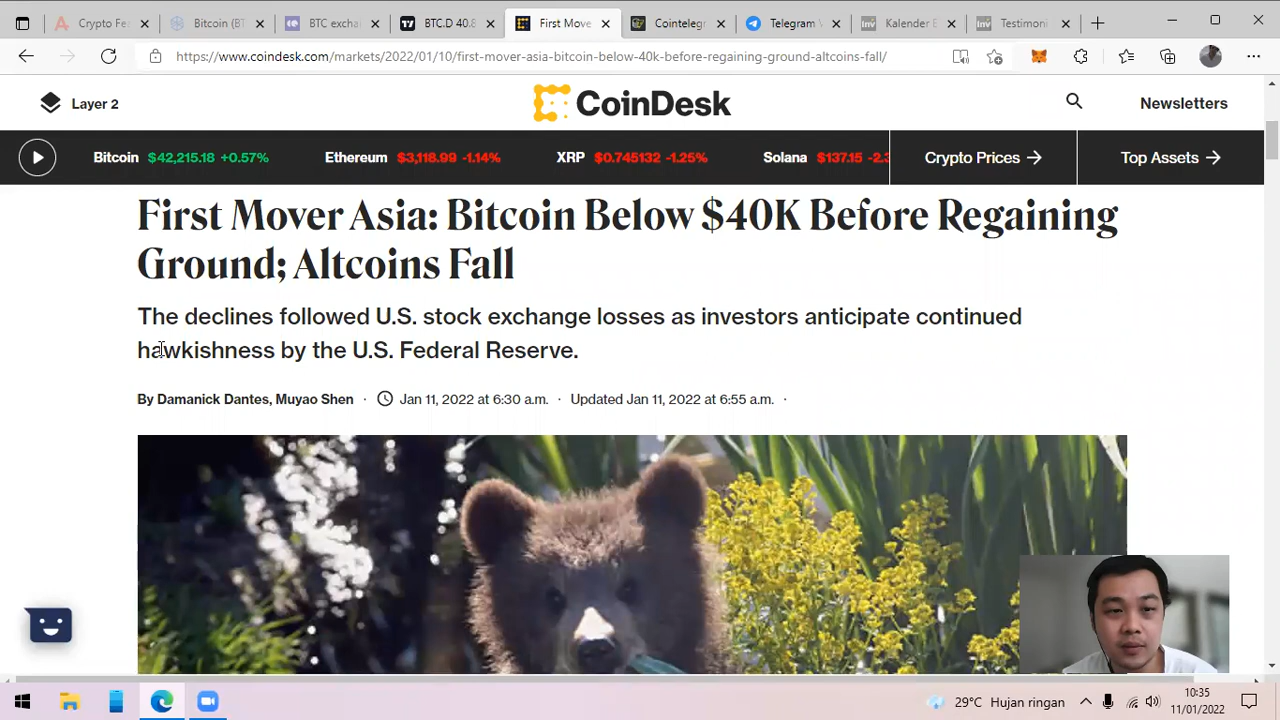 Crypto Fea
Bitcoin (BT
BTC excha
BTC.D 40.8
First Move
Cointelegr
Telegram V
Kalender E
Testimoni
https://www.coindesk.com/markets/2022/01/10/first-mover-asia-bitcoin-below-40k-before-regaining-ground-altcoins-fall/
Layer 2
CoinDesk
Newsletters
Bitcoin $42,215.18 +0.57% Ethereum $3,118.99 -1.14% XRP $0.745132 -1.25% Solana $137.15 -2.3 Crypto Prices → Top Assets →
First Mover Asia: Bitcoin Below $40K Before Regaining
Ground; Altcoins Fall
The declines followed U.S. stock exchange losses as investors anticipate continued
hawkishness by the U.S. Federal Reserve.
By Damanick Dantes, Muyao Shen · Jan 11, 2022 at 6:30 a.m. · Updated Jan 11, 2022 at 6:55 a.m. ·
29°C Hujan ringan
10:35
11/01/2022